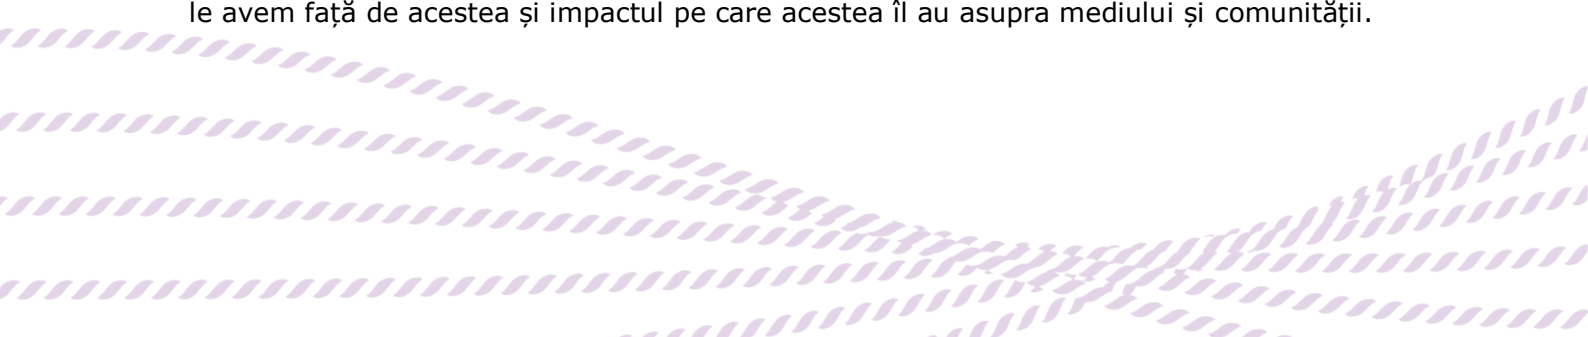 le avem față de acestea și impactul pe care acestea îl au asupra mediului și comunității.